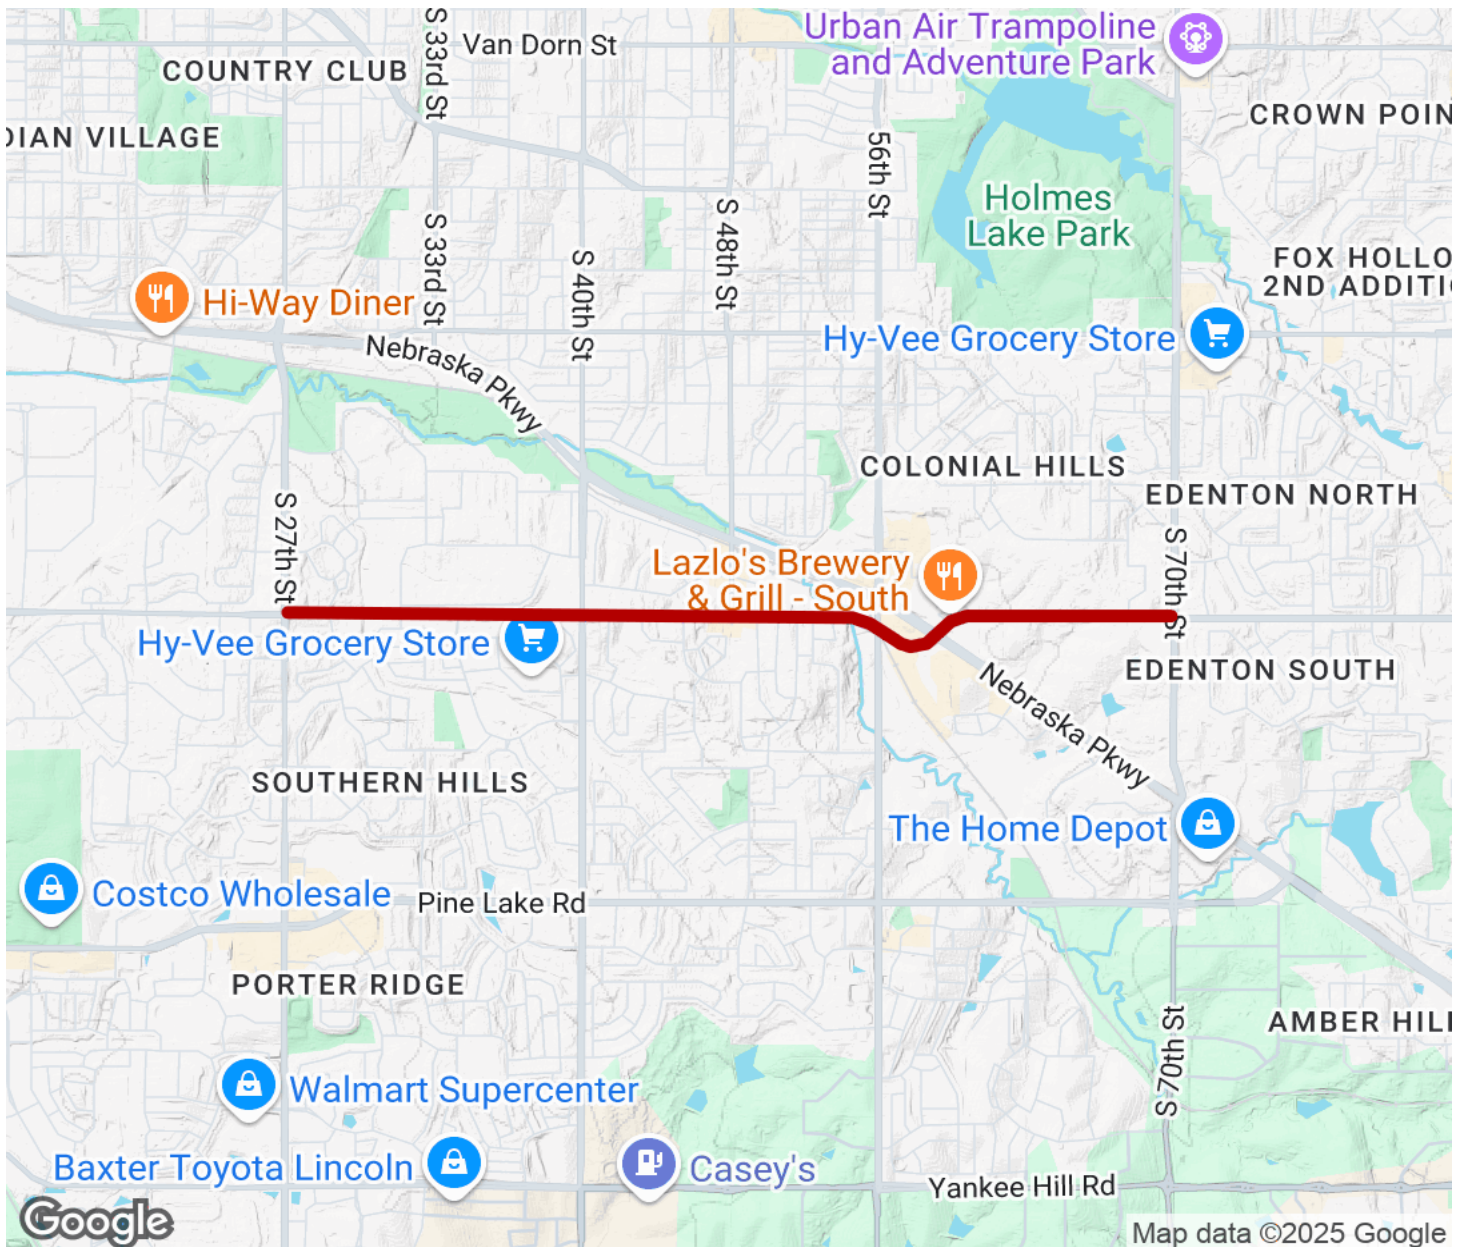 S 33rd St
Van Dorn St
Urban Air Trampoline
and Adventure Park
COUNTRY CLUB
CROWN POIN
DIAN VILLAGE
56th St
Holmes
Lake Park
S 33rd St
S 40th St
S 48th St
FOX HOLLO
2ND ADDITI
Hi-Way Diner
Nebraska Pkwy
Hy-Vee Grocery Store
COLONIAL HILLS
EDENTON NORTH
S 27th St
Lazlo's Brewery
& Grill - South
S 70th St
Hy-Vee Grocery Store
EDENTON SOUTH
Nebraska Pkwy
SOUTHERN HILLS
The Home Depot
Costco Wholesale
Pine Lake Rd
PORTER RIDGE
S 70th St
AMBER HILL
Walmart Supercenter
Baxter Toyota Lincoln
Casey's
Yankee Hill Rd
Google
Map data ©2025 Google